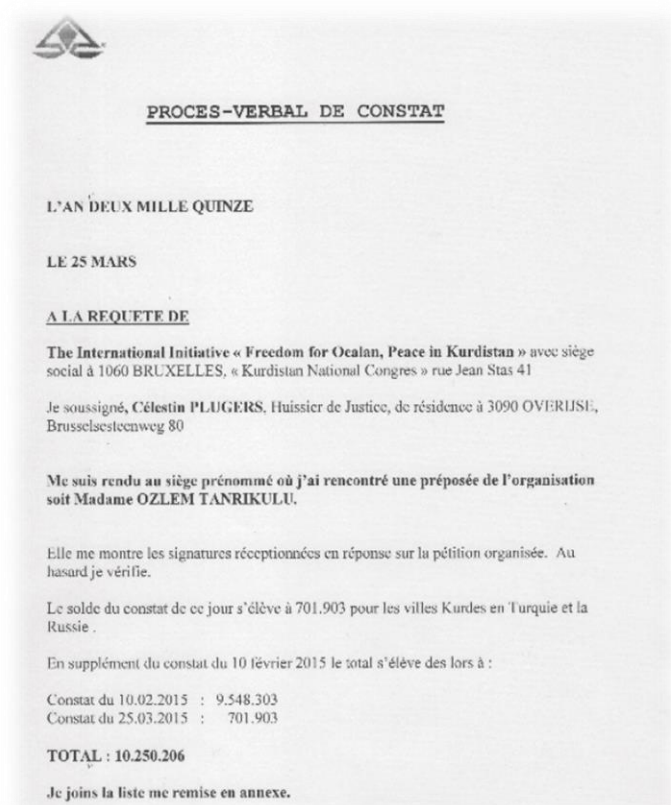 PROCES-VERBAL DE CONSTAT
L'AN DEUX MILLE QUINZE
LE 25 MARS
A LA REQUETE DE
The International Initiative « Freedom for Ocalan, Peace in Kurdistan » avec siège
social à 1060 BRUXELLES, « Kurdistan National Congres » rue Jean Stas 41
Je soussigné, Célestin PLUGERS, Huissier de Justice, de résidence à 3090 OVERIJSE,
Brusselsesteenweg 80
Me suis rendu au siège prénommé où j'ai rencontré une préposée de l'organisation
soit Madame OZLEM TANRIKULU.
Elle me montre les signatures réceptionnées en réponse sur la pétition organisée. Au
hasard je vérifie.
Le solde du constat de ce jour s'élève à 701.903 pour les villes Kurdes en Turquie et la
Russie .
En supplément du constat du 10 février 2015 le total s'élève des lors à :
Constat du 10.02.2015 : 9.548.303
Constat du 25.03.2015 : 701.903
TOTAL : 10.250.206
Je joins la liste me remise en annexe.